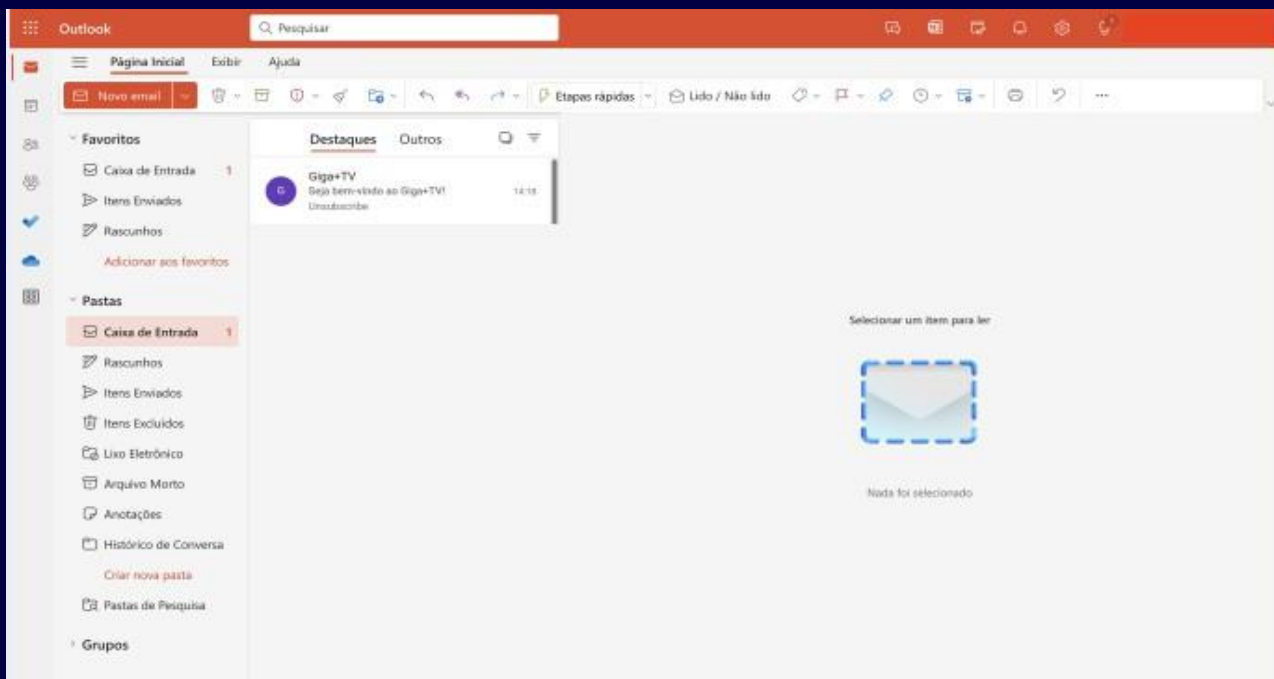 Outlook
Pesquisar
Página Inicial Exibir Ajuda
Novo email
Etapas rápidas
Lido / Não lido
Favoritos
Caixa de Entrada 1
Itens Enviados
Rascunhos
Adicionar aos favoritos
Pastas
Caixa de Entrada 1
Rascunhos
Itens Enviados
Itens Excluídos
Lixo Eletrônico
Arquivo Morto
Anotações
Histórico de Conversa
Criar nova pasta
Pastas de Pesquisa
Grupos
Destaques Outros
G
Giga+TV
Seja bem-vindo ao Giga+TV!
14:18
Unsubscribe
Selecionar um item para ler
Nada foi selecionado